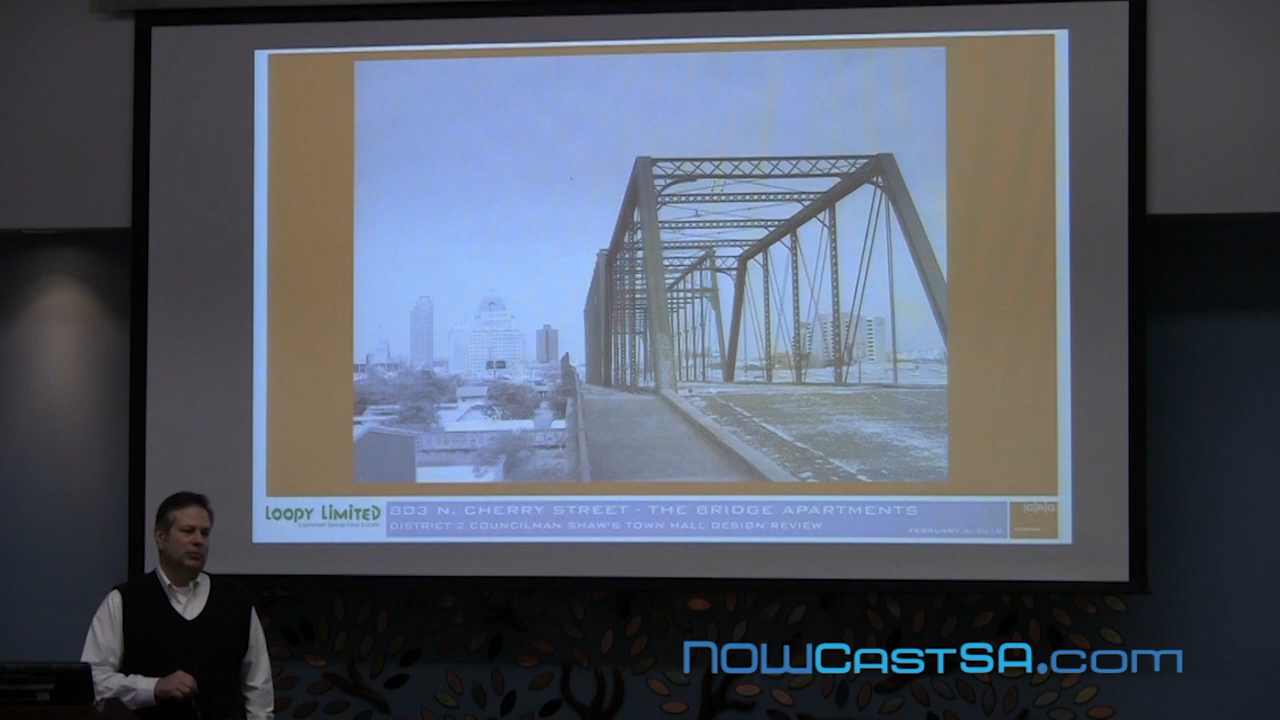 LOOPY LIMITED
803 N. CHERRY STREET - THE BRIDGE APARTMENTS
DISTRICT 2 COUNCILMAN SHAW'S TOWN HALL DESIGN REVIEW
NOWCastSA.com